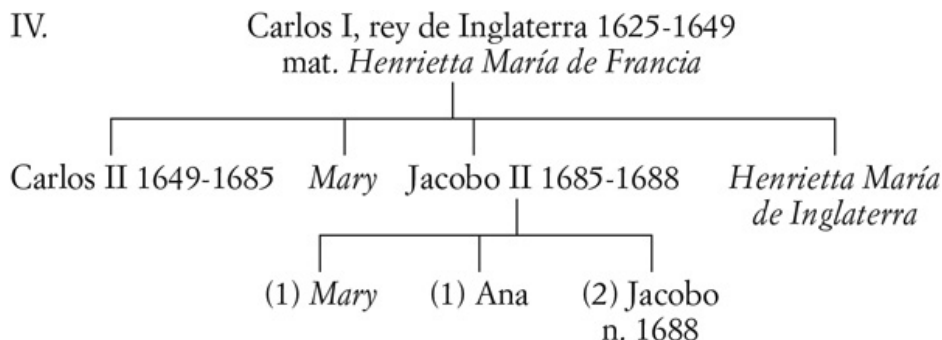 IV.
Carlos I, rey de Inglaterra 1625-1649
mat. Henrietta María de Francia
Carlos II 1649-1685
Mary
Jacobo II 1685-1688
Henrietta María
de Inglaterra
(1) Mary
(1) Ana
(2) Jacobo
n. 1688